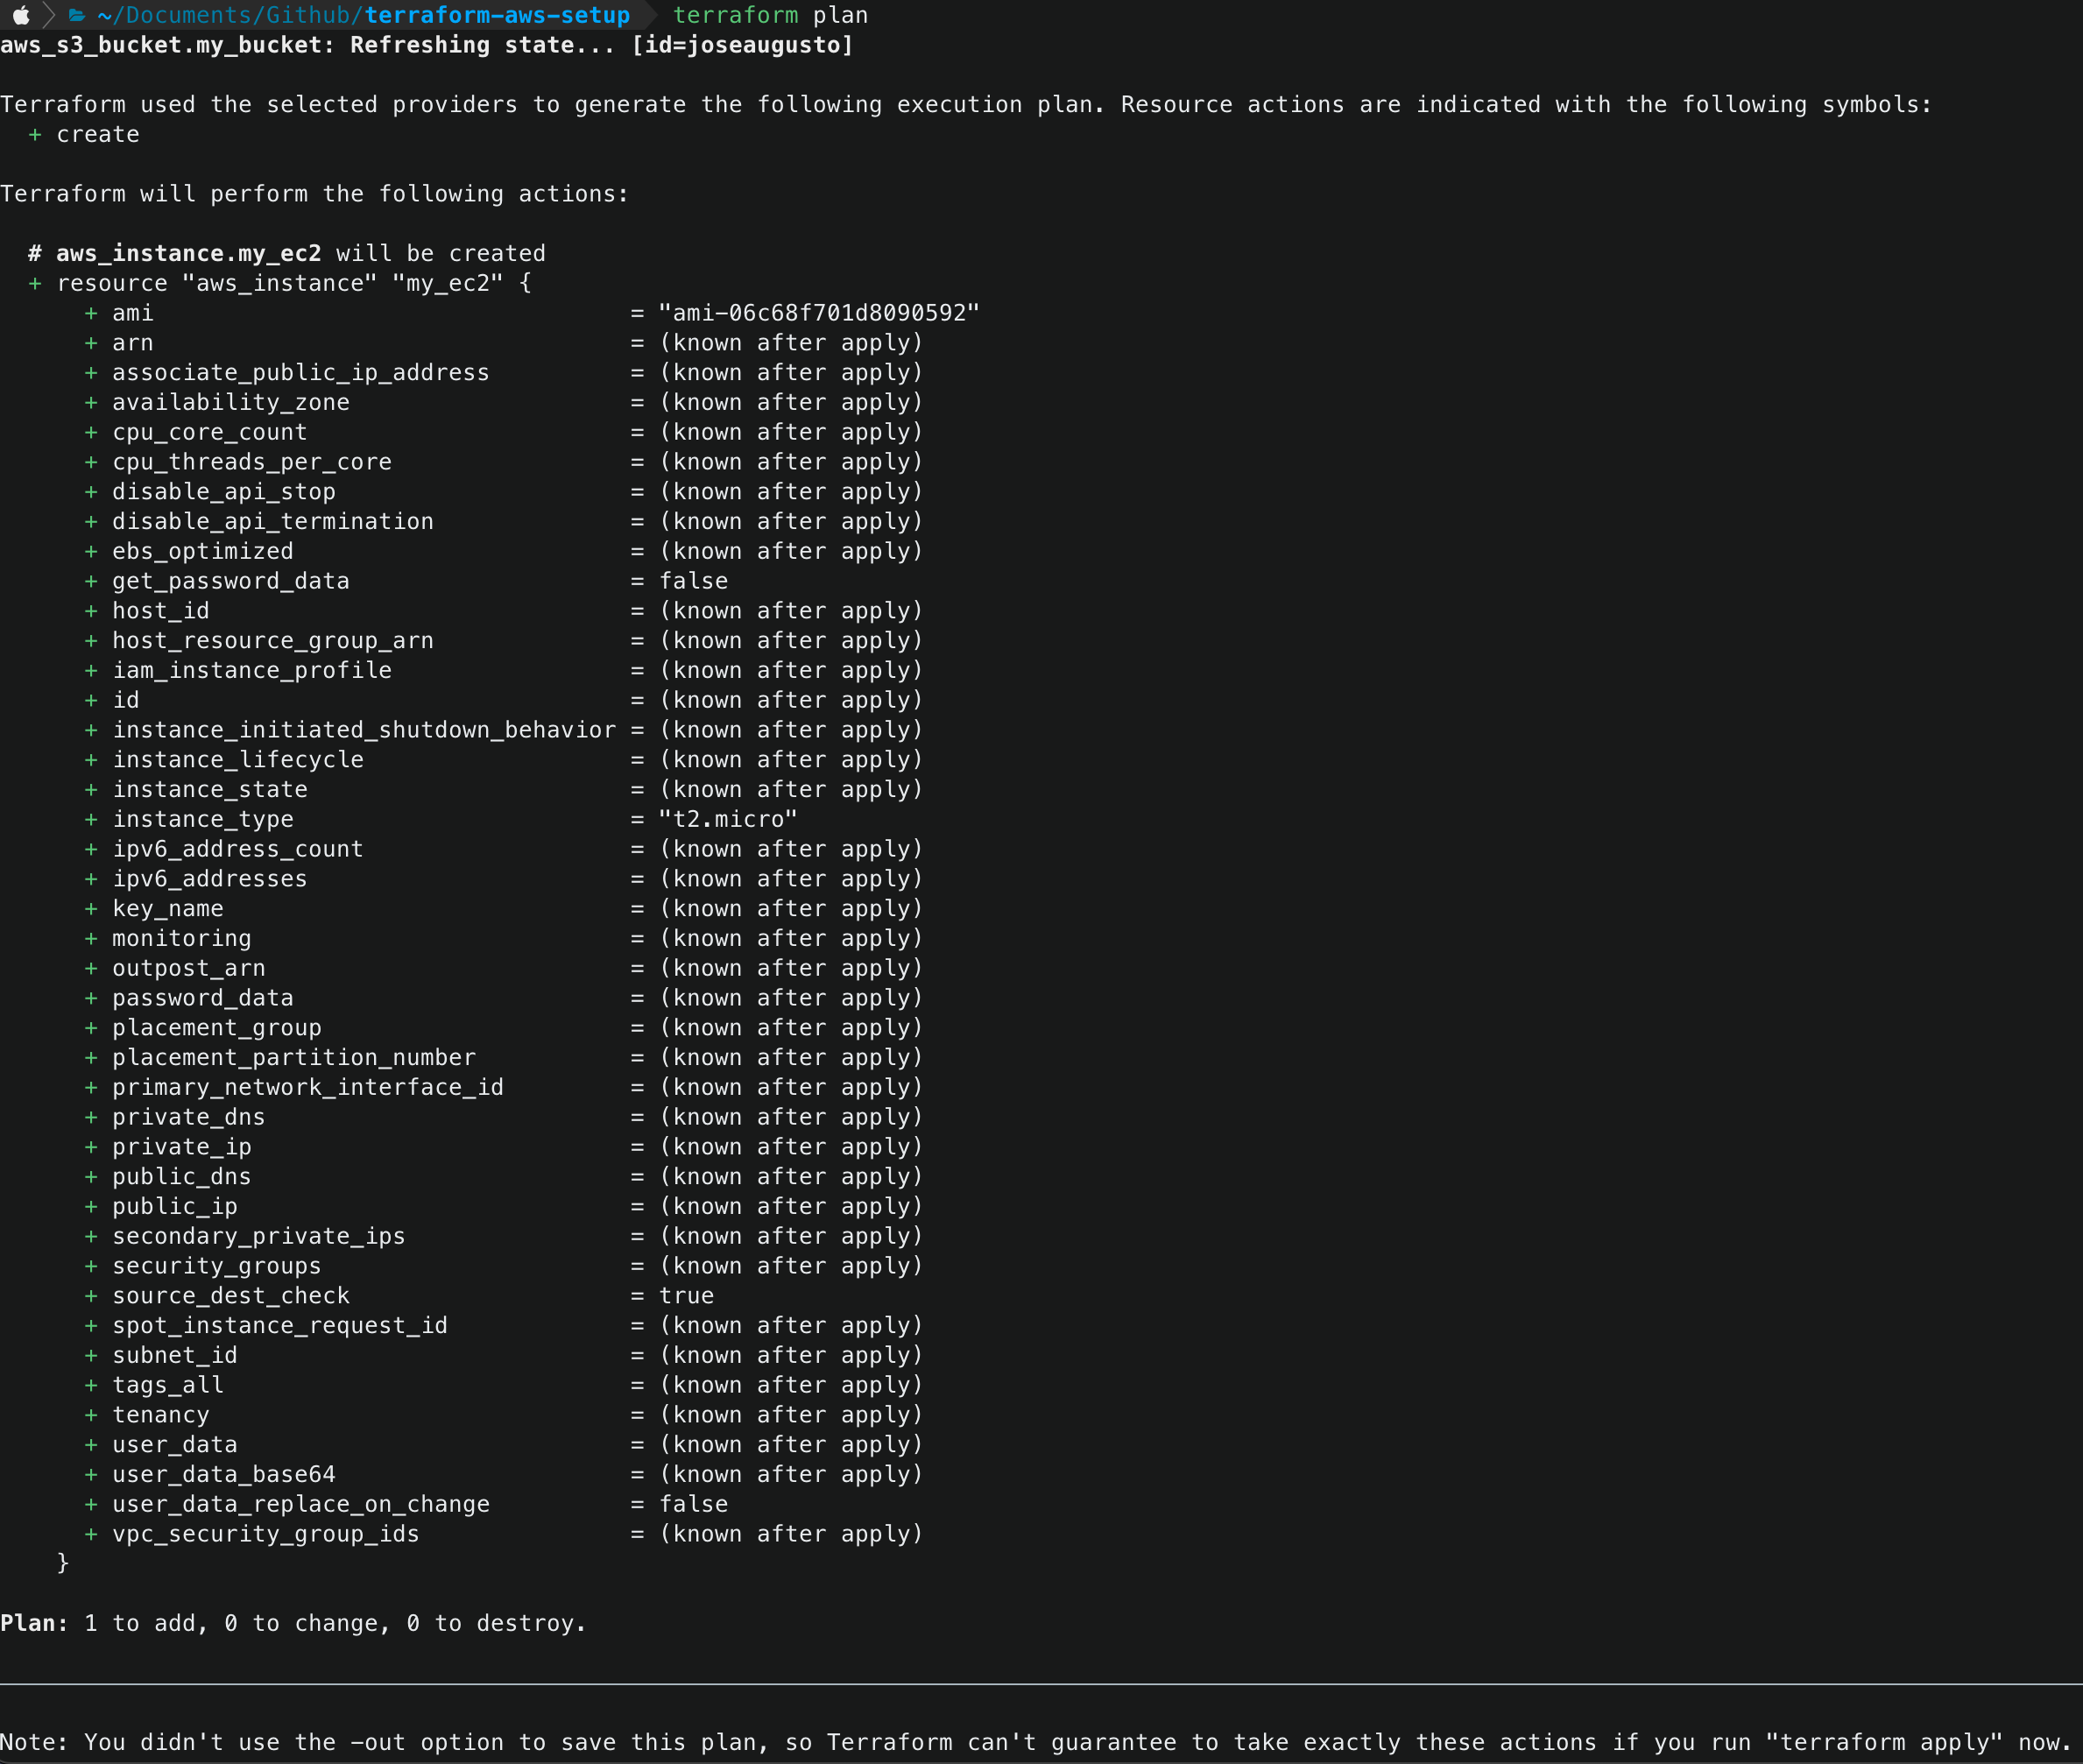 ~/Documents/Github/terraform-aws-setup terraform plan
aws_s3_bucket.my_bucket: Refreshing state... [id=joseaugusto]
Terraform used the selected providers to generate the following execution plan. Resource actions are indicated with the following symbols:
+ create
Terraform will perform the following actions:
# aws_instance.my_ec2 will be created
+ resource "aws_instance" "my_ec2" {
+ ami = "ami-06c68f701d8090592"
+ arn = (known after apply)
+ associate_public_ip_address = (known after apply)
+ availability_zone = (known after apply)
+ cpu_core_count = (known after apply)
+ cpu_threads_per_core = (known after apply)
+ disable_api_stop = (known after apply)
+ disable_api_termination = (known after apply)
+ ebs_optimized = (known after apply)
+ get_password_data = false
+ host_id = (known after apply)
+ host_resource_group_arn = (known after apply)
+ iam_instance_profile = (known after apply)
+ id = (known after apply)
+ instance_initiated_shutdown_behavior = (known after apply)
+ instance_lifecycle = (known after apply)
+ instance_state = (known after apply)
+ instance_type = "t2.micro"
+ ipv6_address_count = (known after apply)
+ ipv6_addresses = (known after apply)
+ key_name = (known after apply)
+ monitoring = (known after apply)
+ outpost_arn = (known after apply)
+ password_data = (known after apply)
+ placement_group = (known after apply)
+ placement_partition_number = (known after apply)
+ primary_network_interface_id = (known after apply)
+ private_dns = (known after apply)
+ private_ip = (known after apply)
+ public_dns = (known after apply)
+ public_ip = (known after apply)
+ secondary_private_ips = (known after apply)
+ security_groups = (known after apply)
+ source_dest_check = true
+ spot_instance_request_id = (known after apply)
+ subnet_id = (known after apply)
+ tags_all = (known after apply)
+ tenancy = (known after apply)
+ user_data = (known after apply)
+ user_data_base64 = (known after apply)
+ user_data_replace_on_change = false
+ vpc_security_group_ids = (known after apply)
}
Plan: 1 to add, 0 to change, 0 to destroy.
Note: You didn't use the -out option to save this plan, so Terraform can't guarantee to take exactly these actions if you run "terraform apply" now.